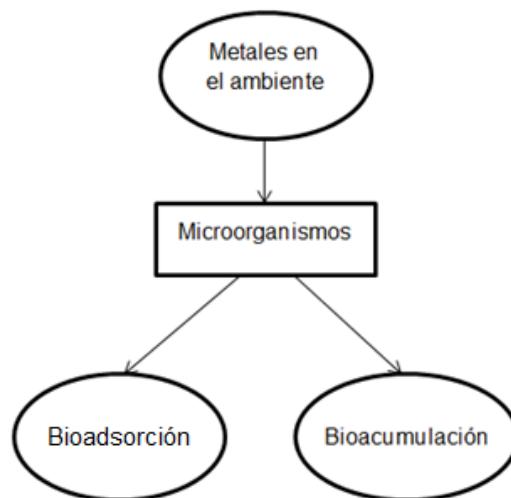 Metales en
el ambiente
Microorganismos
Bioadsorción
Bioacumulación